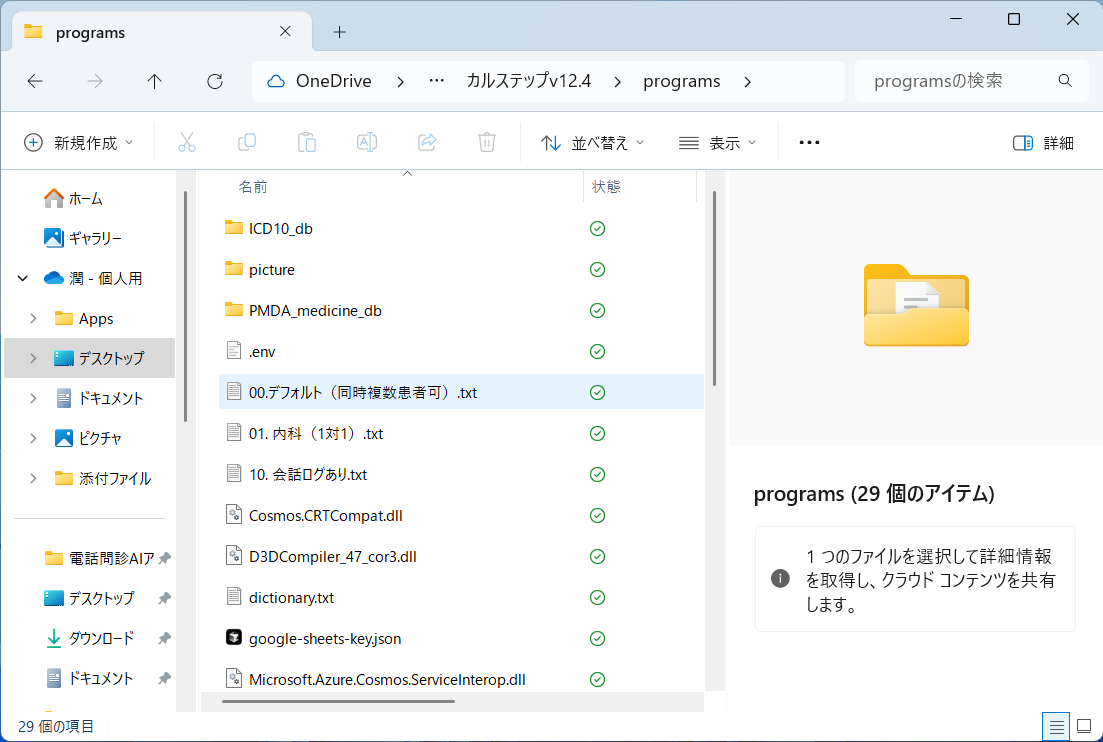 programs
OneDrive > ··· カルステップv12.4 > programs >
programsの検索
新規作成
並べ替え
表示
詳細
ホーム
ギャラリー
潤 - 個人用
Apps
デスクトップ
ドキュメント
ピクチャ
添付ファイル
電話問診AIア
デスクトップ
ダウンロード
ドキュメント
名前 状態
ICD10_db
picture
PMDA_medicine_db
.env
00.デフォルト（同時複数患者可）.txt
01. 内科（1対1）.txt
10. 会話ログあり.txt
Cosmos.CRTCompat.dll
D3DCompiler_47_cor3.dll
dictionary.txt
google-sheets-key.json
Microsoft.Azure.Cosmos.ServiceInterop.dll
programs (29 個のアイテム)
1 つのファイルを選択して詳細情報
を取得し、クラウド コンテンツを共有
します。
29 個の項目